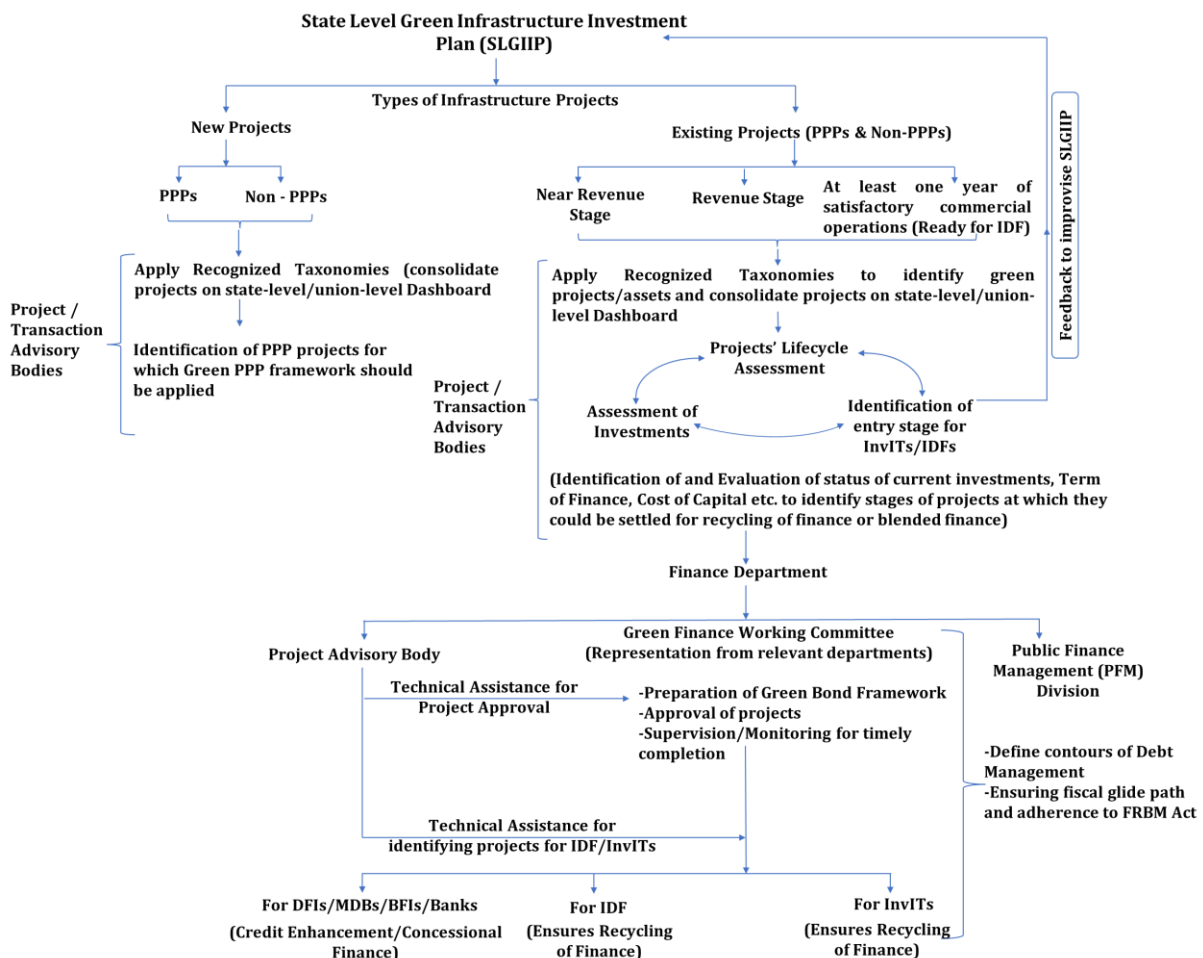 State Level Green Infrastructure Investment
Plan (SLGIIP)
Types of Infrastructure Projects
New Projects
Existing Projects (PPPs & Non-PPPs)
PPPs
Non - PPPs
Near Revenue
Stage
Revenue Stage
At least one year of
satisfactory commercial
operations (Ready for IDF)
Feedback to improvise SLGIIP
Project /
Transaction
Advisory
Bodies
Apply Recognized Taxonomies (consolidate
projects on state-level/union-level Dashboard
Identification of PPP projects for
which Green PPP framework should
be applied
Project /
Transaction
Advisory
Bodies
Apply Recognized Taxonomies to identify green
projects/assets and consolidate projects on state-level/union-
level Dashboard
Projects' Lifecycle
Assessment
Assessment of
Investments
Identification of
entry stage for
InvITs/IDFs
(Identification of and Evaluation of status of current investments, Term
of Finance, Cost of Capital etc. to identify stages of projects at which they
could be settled for recycling of finance or blended finance)
Finance Department
Project Advisory Body
Green Finance Working Committee
(Representation from relevant departments)
Public Finance
Management (PFM)
Division
Technical Assistance for
Project Approval
-Preparation of Green Bond Framework
-Approval of projects
-Supervision/Monitoring for timely
completion
-Define contours of Debt
Management
-Ensuring fiscal glide path
and adherence to FRBM Act
Technical Assistance for
identifying projects for IDF/InvITs
For DFIs/MDBs/BFIs/Banks
(Credit Enhancement/Concessional
Finance)
For IDF
(Ensures Recycling
of Finance)
For InvITs
(Ensures Recycling
of Finance)